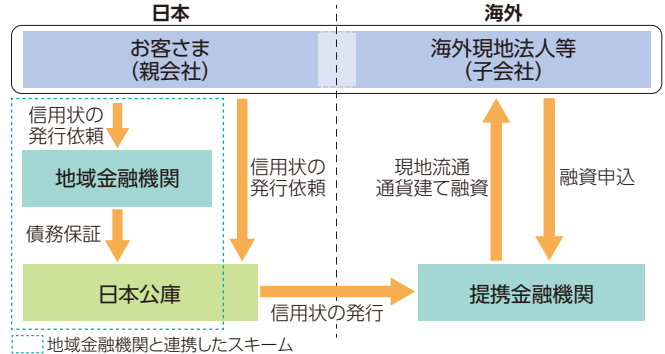 日本
海外
お客さま
(親会社)
海外現地法人等
(子会社)
信用状の
発行依頼
地域金融機関
債務保証
信用状の
発行依頼
現地流通
通貨建て融資
融資申込
日本公庫
信用状の発行
提携金融機関
地域金融機関と連携したスキーム